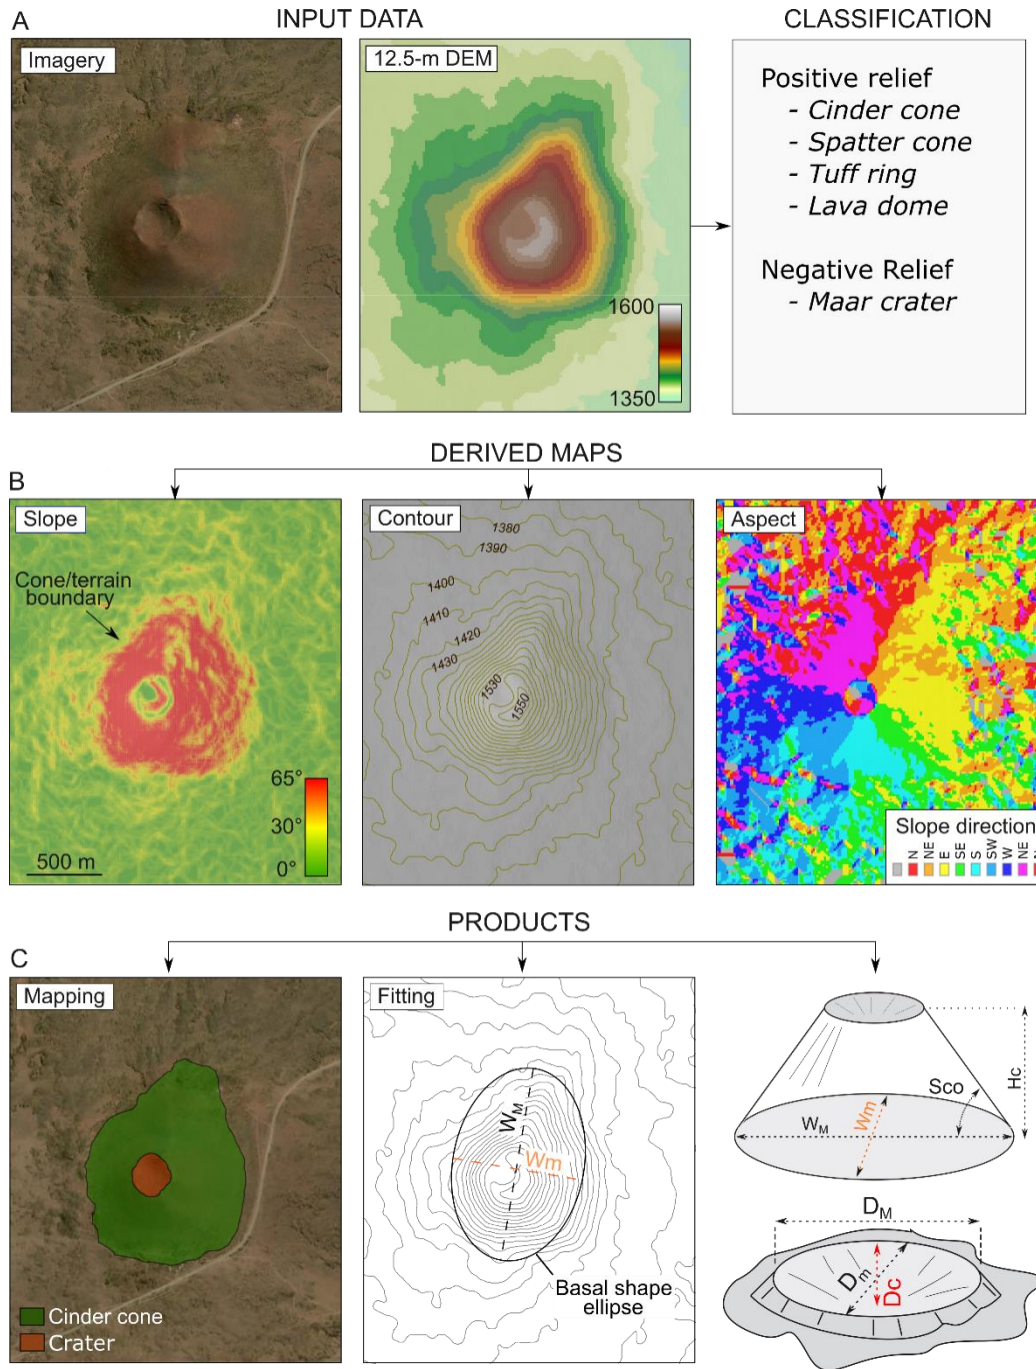 A
INPUT DATA
CLASSIFICATION
Imagery
12.5-m DEM
1600
1350
Positive relief
- Cinder cone
- Spatter cone
- Tuff ring
- Lava dome
Negative Relief
- Maar crater
DERIVED MAPS
B
Slope
Cone/terrain
boundary
65°
30°
0°
500 m
Contour
1380
1390
1400
1410
1420
1430
1530
1550
Aspect
Slope direction
N
NE
E
SE
S
SW
W
NE
PRODUCTS
C
Mapping
Cinder cone
Crater
Fitting
WM
Wm
Basal shape
ellipse
Hc
Sco
WM
Wm
DM
Dm
Dc